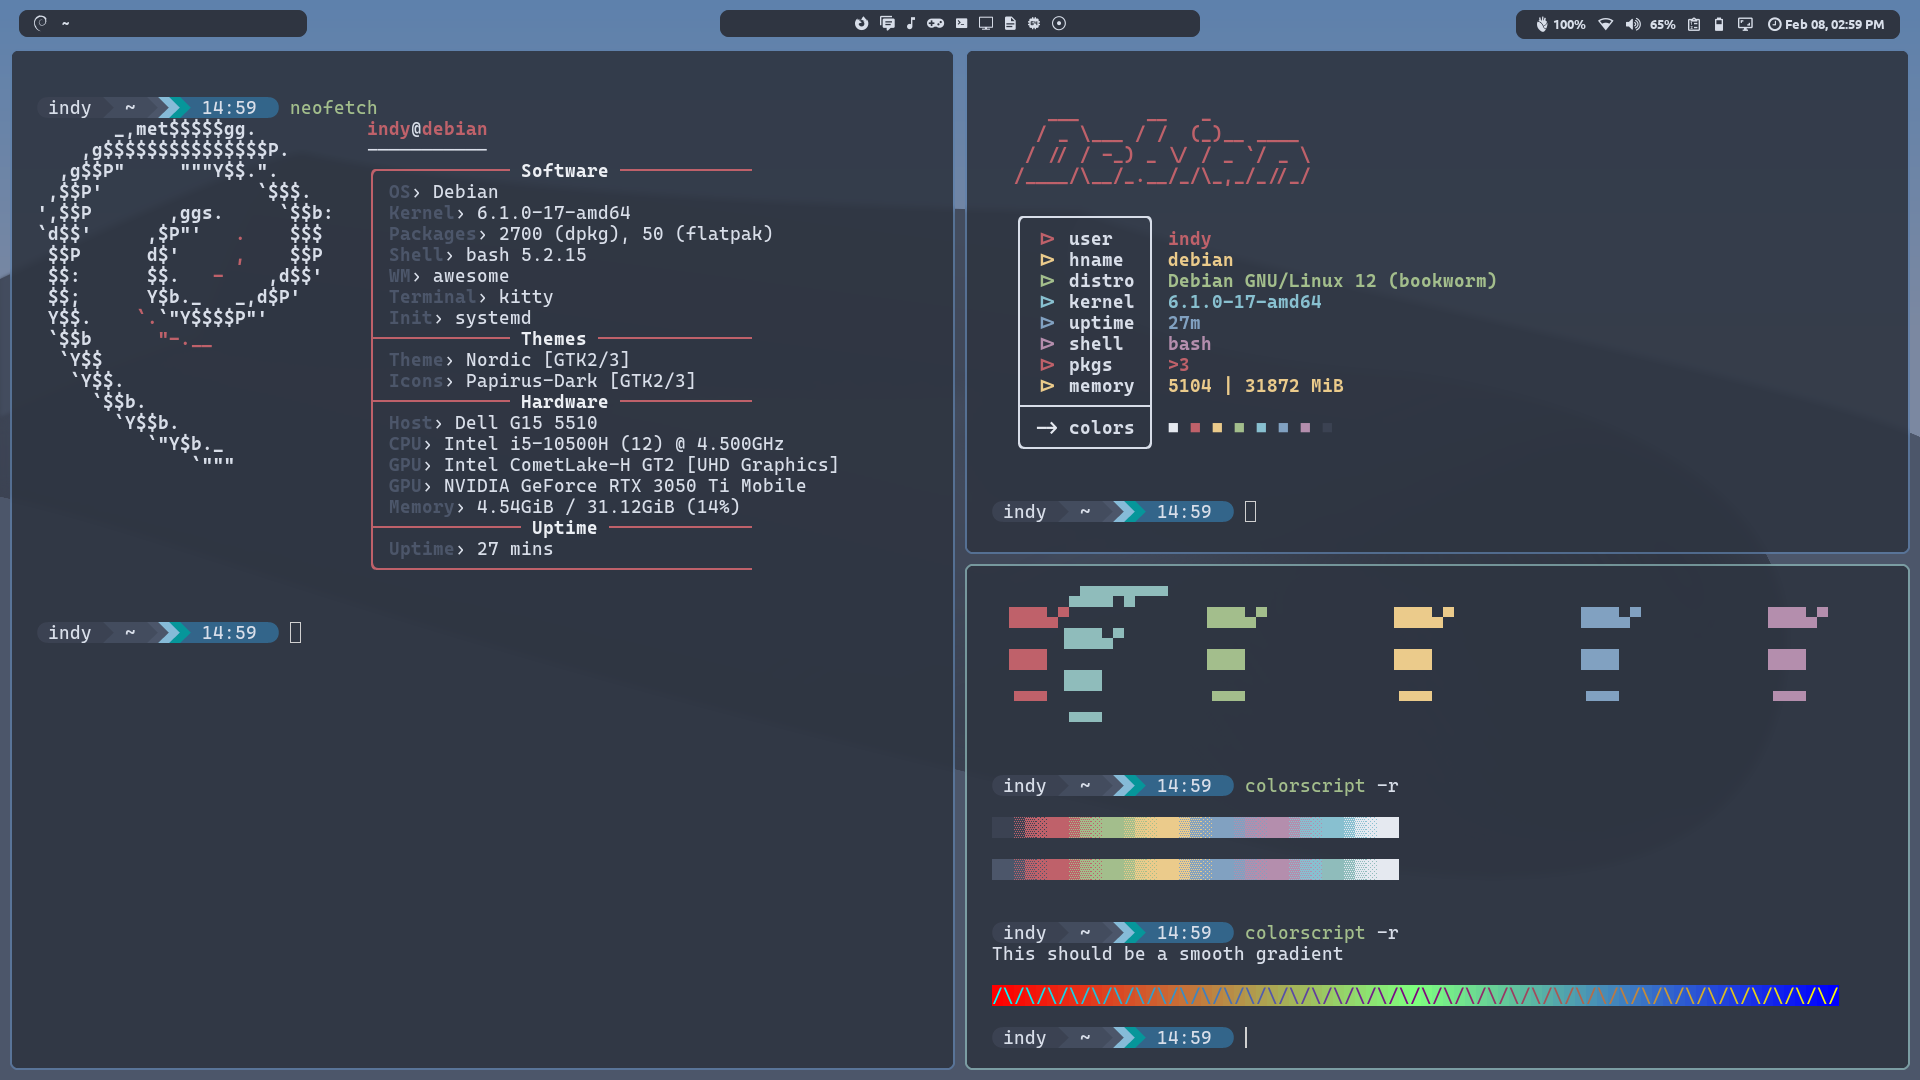 ~
100% 65% Feb 08, 02:59 PM
indy ~ 14:59 neofetch
_,met$$$$$gg.
,g$$$$$$$$$$$$$$$P.
,g$$P" """Y$$.".
,$$P' `$$$.
',$$P ,ggs. `$$b:
`d$$' ,$P"' . $$$
$$P d$' , $$P
$$: $$. - ,d$$'
$$; Y$b._ _,d$P'
Y$$. `.`"Y$$$$P"'
`$$b "-.__
`Y$$
`Y$$.
`$$b.
`Y$$b.
`"Y$b._
`"""
indy@debian
Software
OS› Debian
Kernel› 6.1.0-17-amd64
Packages› 2700 (dpkg), 50 (flatpak)
Shell› bash 5.2.15
WM› awesome
Terminal› kitty
Init› systemd
Themes
Theme› Nordic [GTK2/3]
Icons› Papirus-Dark [GTK2/3]
Hardware
Host› Dell G15 5510
CPU› Intel i5-10500H (12) @ 4.500GHz
GPU› Intel CometLake-H GT2 [UHD Graphics]
GPU› NVIDIA GeForce RTX 3050 Ti Mobile
Memory› 4.54GiB / 31.12GiB (14%)
Uptime
Uptime› 27 mins
indy ~ 14:59
Debian
user indy
hname debian
distro Debian GNU/Linux 12 (bookworm)
kernel 6.1.0-17-amd64
uptime 27m
shell bash
pkgs >3
memory 5104 | 31872 MiB
colors
indy ~ 14:59
indy ~ 14:59 colorscript -r
indy ~ 14:59 colorscript -r
This should be a smooth gradient
/\/\/\/\/\/\/\/\/\/\/\/\/\/\/\/\/\/\/\/\/\/\/\/\/\/\/\/\/\/\/\/\/\/\/\/\/\/\
indy ~ 14:59